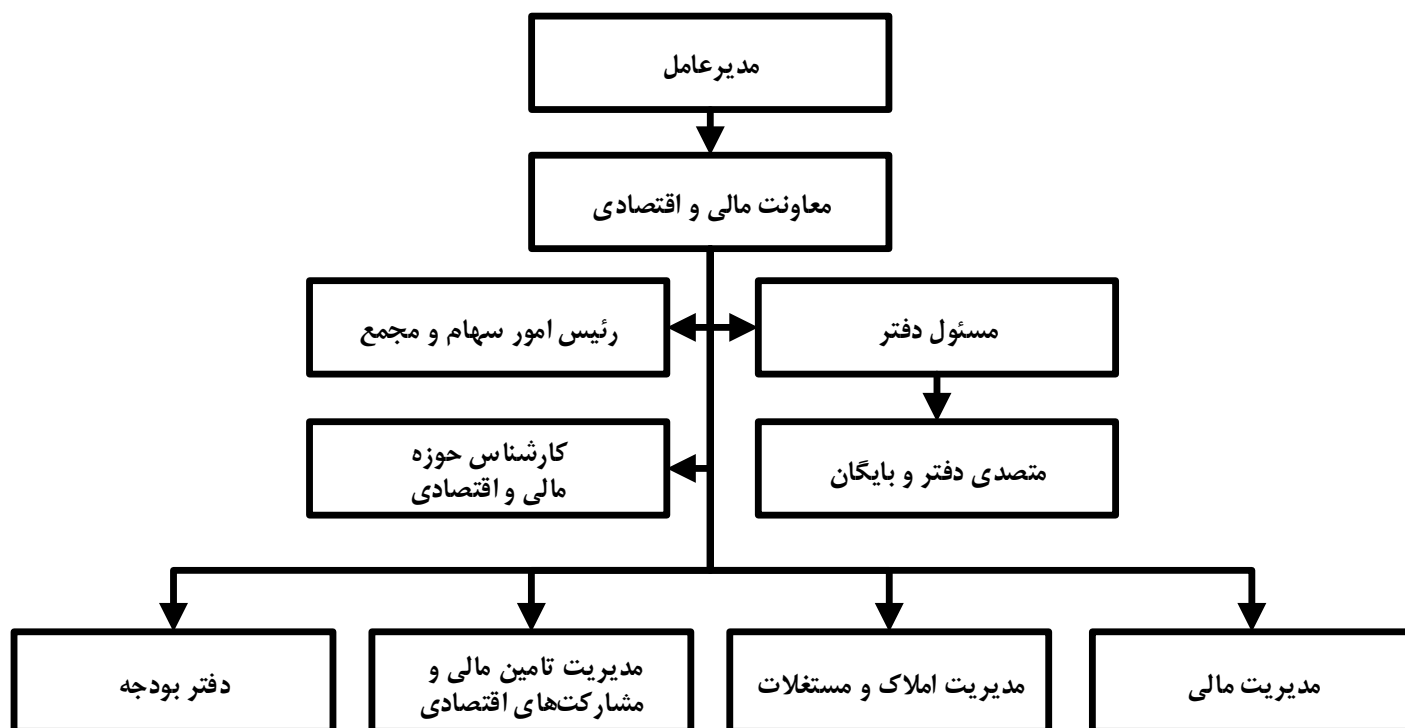 مدیرعامل
معاونت مالی و اقتصادی
مسئول دفتر
رئیس امور سهام و مجمع
متصدی دفتر و بایگان
کارشناس حوزه
مالی و اقتصادی
مدیریت مالی
مدیریت املاک و مستغلات
مدیریت تامین مالی و
مشارکت‌های اقتصادی
دفتر بودجه